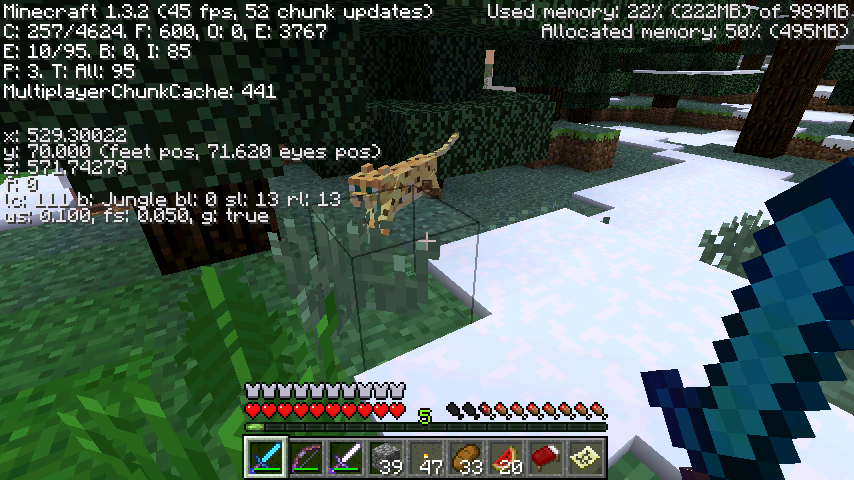 Minecraft 1.3.2 (45 fps, 52 chunk updates)
C: 257/4624. F: 600, O: 0, E: 3767
E: 10/95. B: 0, I: 85
P: 3. T: All: 95
MultiplayerChunkCache: 441
Used memory: 22% (222MB) of 989MB
Allocated memory: 50% (495MB)
x: 529.30022
y: 70.000 (feet pos, 71.620 eyes pos)
z: 571.74279
f: 0
lc: 111 b: Jungle bl: 0 sl: 13 rl: 13
ws: 0.100, fs: 0.050, g: true
5
39 47 33 20